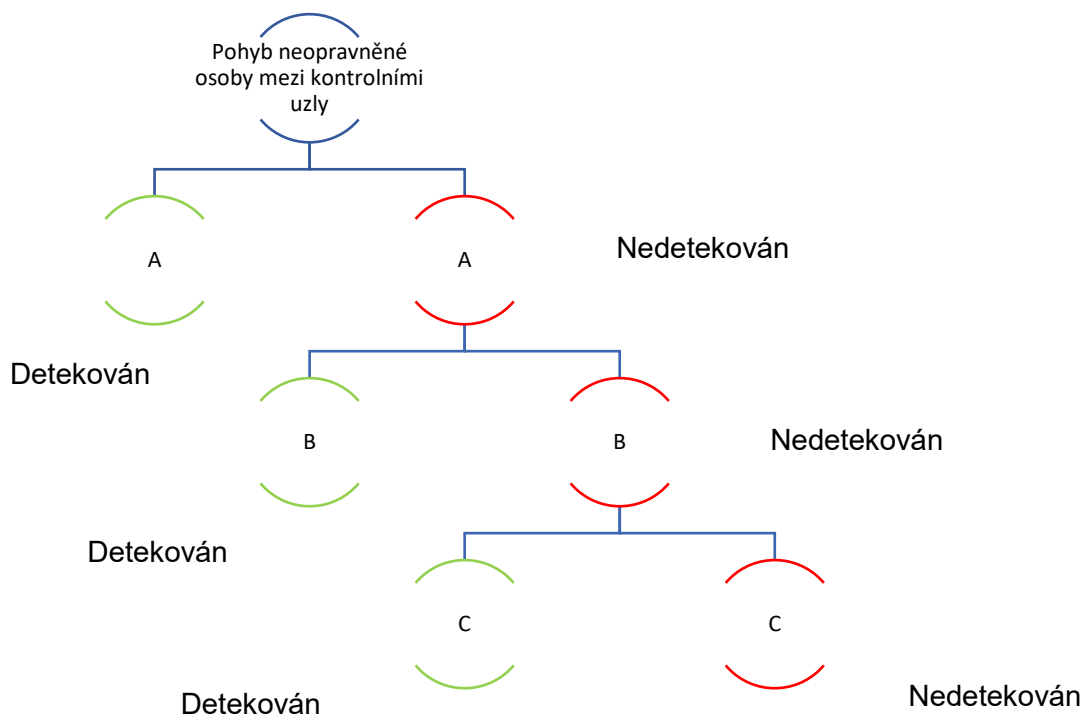 Pohyb neopravněné
osoby mezi kontrolními
uzly
A
A
Nedetekován
Detekován
B
B
Nedetekován
Detekován
C
C
Detekován
Nedetekován